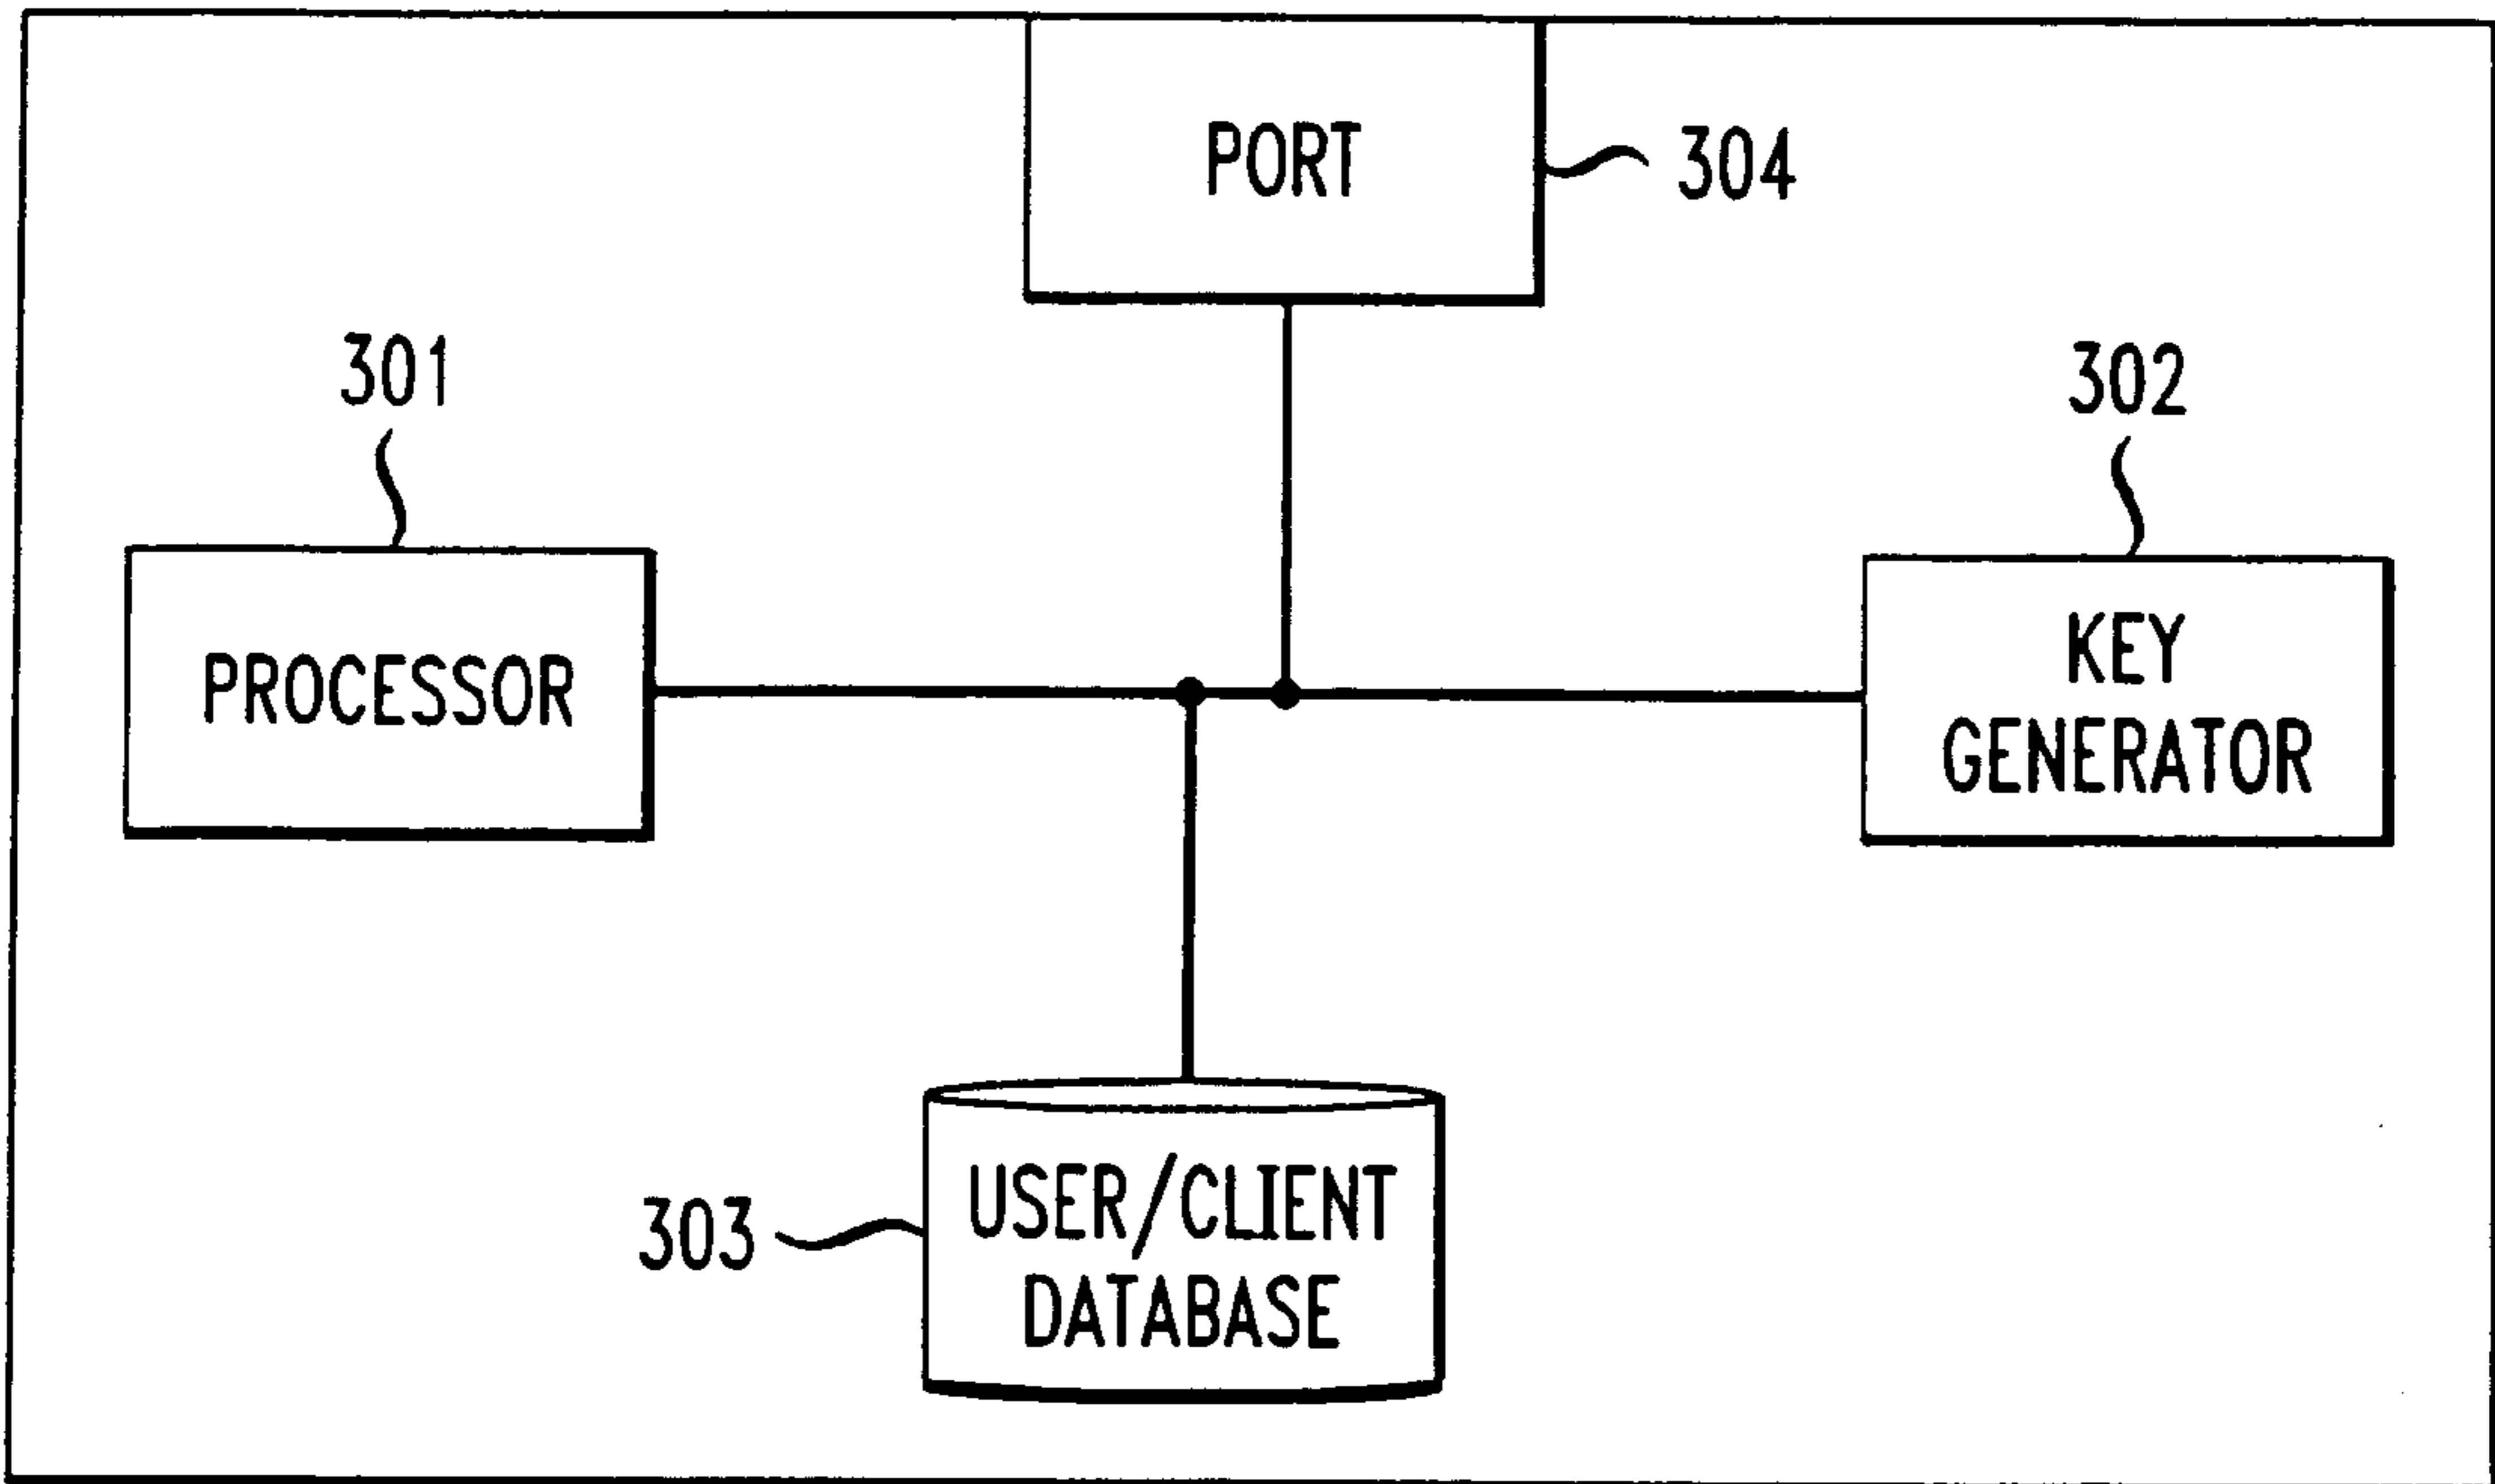 PORT
304
301
302
PROCESSOR
KEY
GENERATOR
303
USER/CLIENT
DATABASE